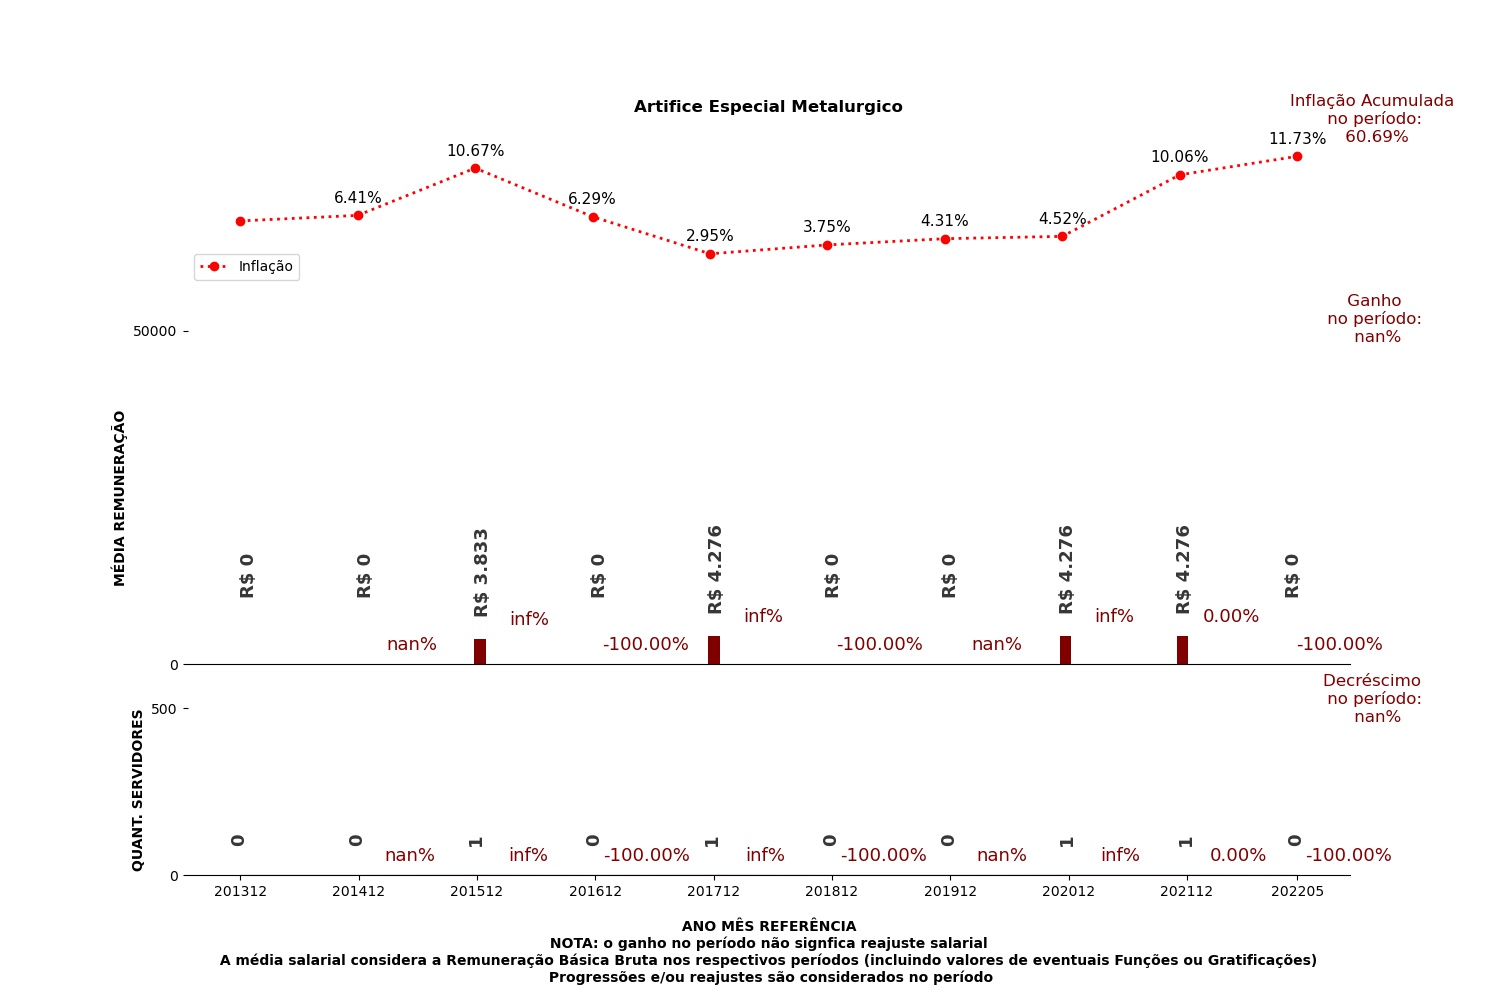 Artifice Especial Metalurgico
Inflação Acumulada
no período:
60.69%
6.41%
10.67%
6.29%
2.95%
3.75%
4.31%
4.52%
10.06%
11.73%
Inflação
Ganho
no período:
nan%
50000
0
MÉDIA REMUNERAÇÃO
R$ 0
R$ 0
R$ 3.833
R$ 0
R$ 4.276
R$ 0
R$ 0
R$ 4.276
R$ 4.276
R$ 0
nan%
inf%
-100.00%
inf%
-100.00%
nan%
inf%
0.00%
-100.00%
Decréscimo
no período:
nan%
500
0
QUANT. SERVIDORES
0
0
1
0
1
0
0
1
1
0
nan%
inf%
-100.00%
inf%
-100.00%
nan%
inf%
0.00%
-100.00%
201312
201412
201512
201612
201712
201812
201912
202012
202112
202205
ANO MÊS REFERÊNCIA
NOTA: o ganho no período não signfica reajuste salarial
A média salarial considera a Remuneração Básica Bruta nos respectivos períodos (incluindo valores de eventuais Funções ou Gratificações)
Progressões e/ou reajustes são considerados no período